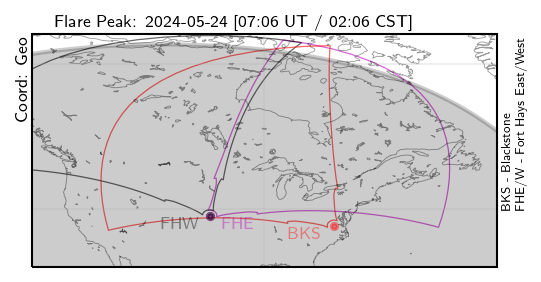 Flare Peak: 2024-05-24 [07:06 UT / 02:06 CST]
Coord: Geo
FHW
FHE
BKS
BKS - Blackstone
FHE/W - Fort Hays East/West